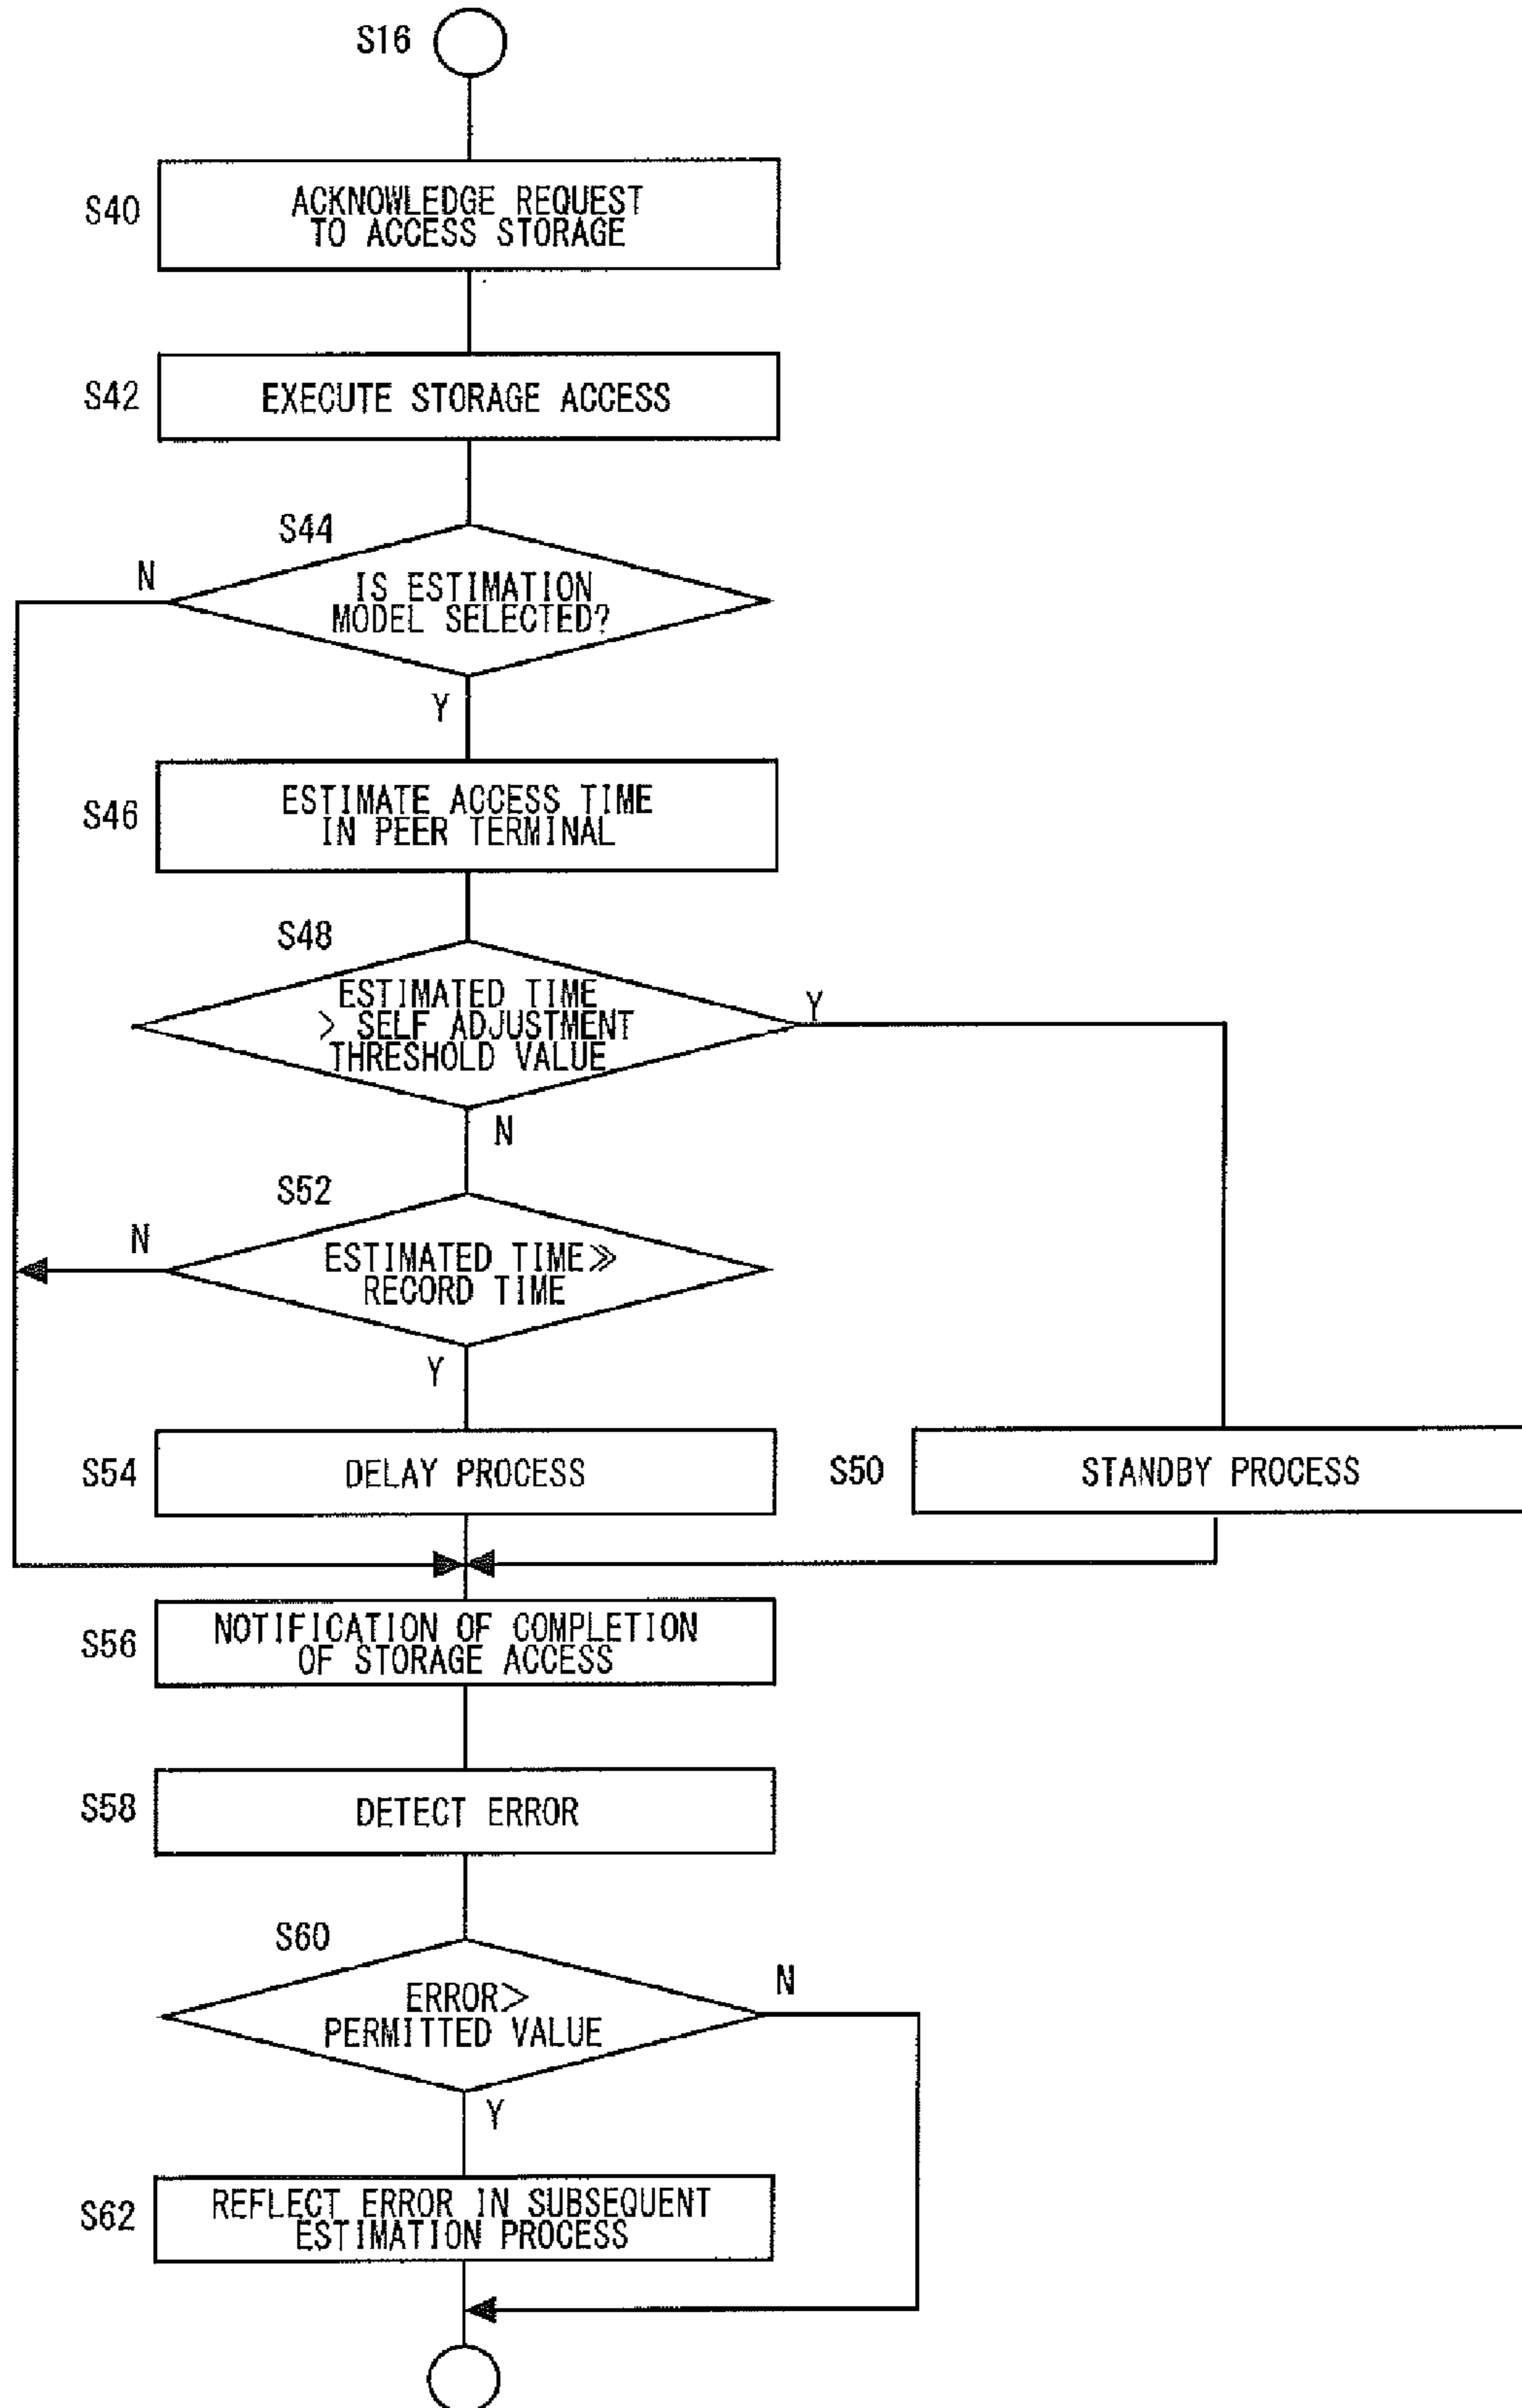 S16
S40
ACKNOWLEDGE REQUEST
TO ACCESS STORAGE
S42
EXECUTE STORAGE ACCESS
S44
N
IS ESTIMATION
MODEL SELECTED?
Y
S46
ESTIMATE ACCESS TIME
IN PEER TERMINAL
S48
ESTIMATED TIME
> SELF ADJUSTMENT
THRESHOLD VALUE
Y
N
S52
N
ESTIMATED TIME≫
RECORD TIME
Y
S54
DELAY PROCESS
S50
STANDBY PROCESS
S56
NOTIFICATION OF COMPLETION
OF STORAGE ACCESS
S58
DETECT ERROR
S60
ERROR>
PERMITTED VALUE
N
Y
S62
REFLECT ERROR IN SUBSEQUENT
ESTIMATION PROCESS